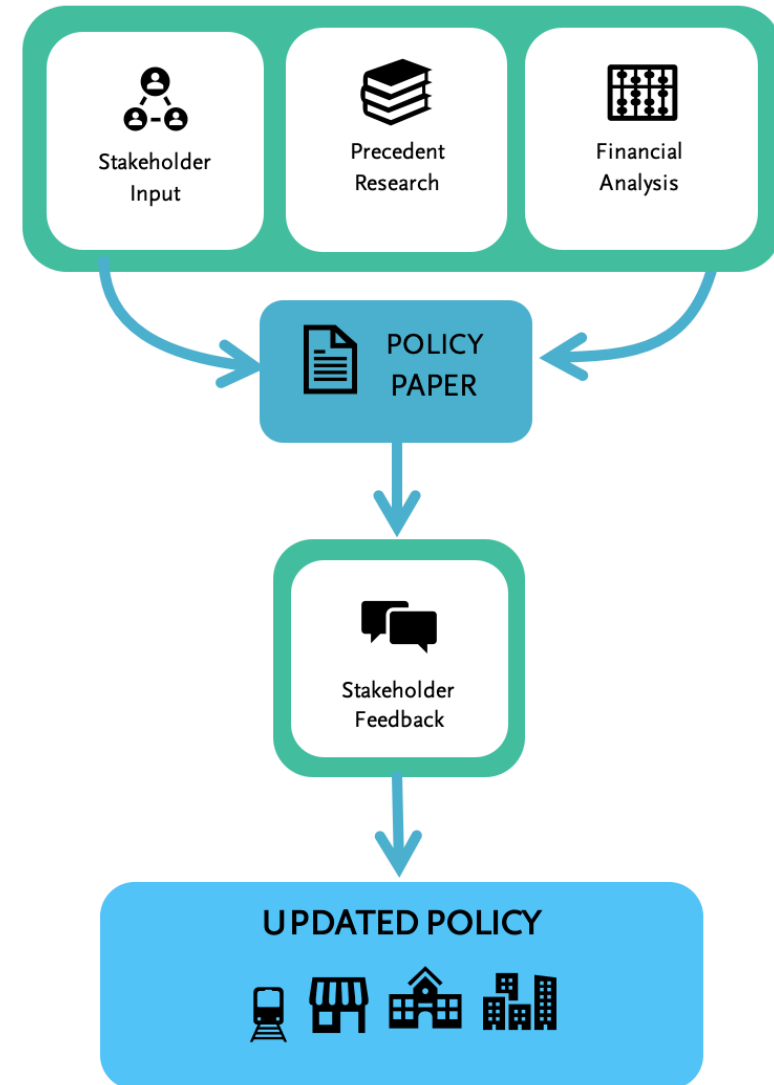 Stakeholder
Input
Precedent
Research
Financial
Analysis
POLICY
PAPER
Stakeholder
Feedback
UPDATED POLICY